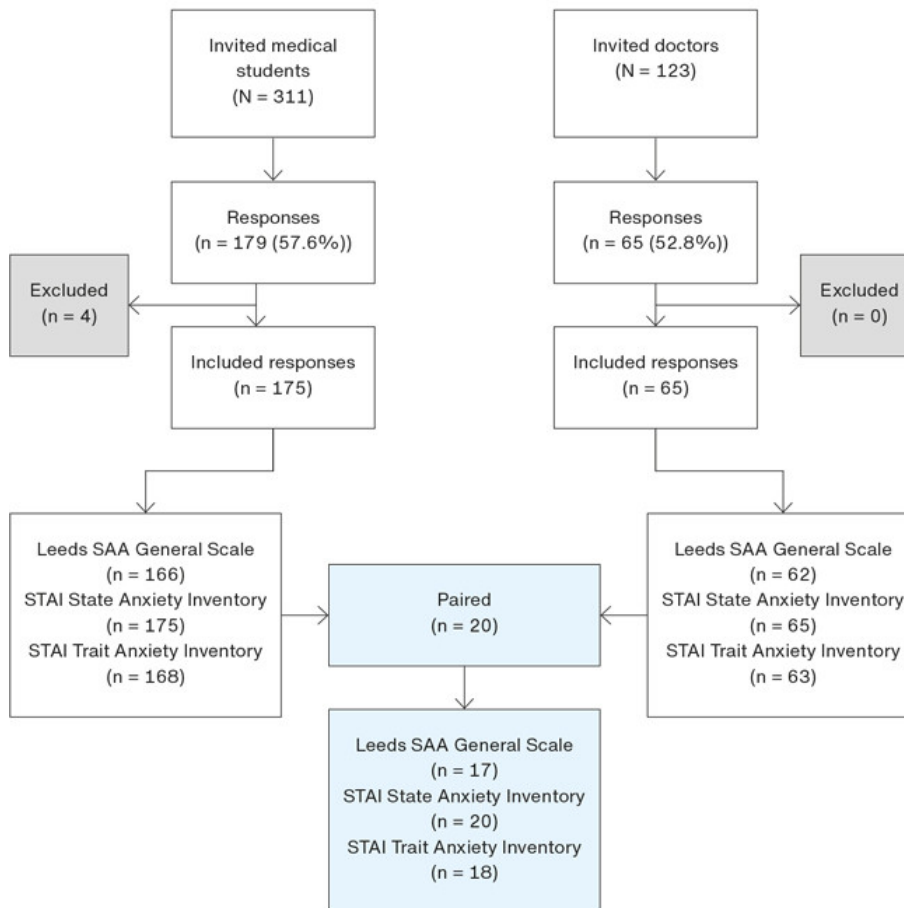 Invited medical
students
(N = 311)
Invited doctors
(N = 123)
Responses
(n = 179 (57.6%))
Responses
(n = 65 (52.8%))
Excluded
(n = 4)
Excluded
(n = 0)
Included responses
(n = 175)
Included responses
(n = 65)
Leeds SAA General Scale
(n = 166)
STAI State Anxiety Inventory
(n = 175)
STAI Trait Anxiety Inventory
(n = 168)
Paired
(n = 20)
Leeds SAA General Scale
(n = 62)
STAI State Anxiety Inventory
(n = 65)
STAI Trait Anxiety Inventory
(n = 63)
Leeds SAA General Scale
(n = 17)
STAI State Anxiety Inventory
(n = 20)
STAI Trait Anxiety Inventory
(n = 18)